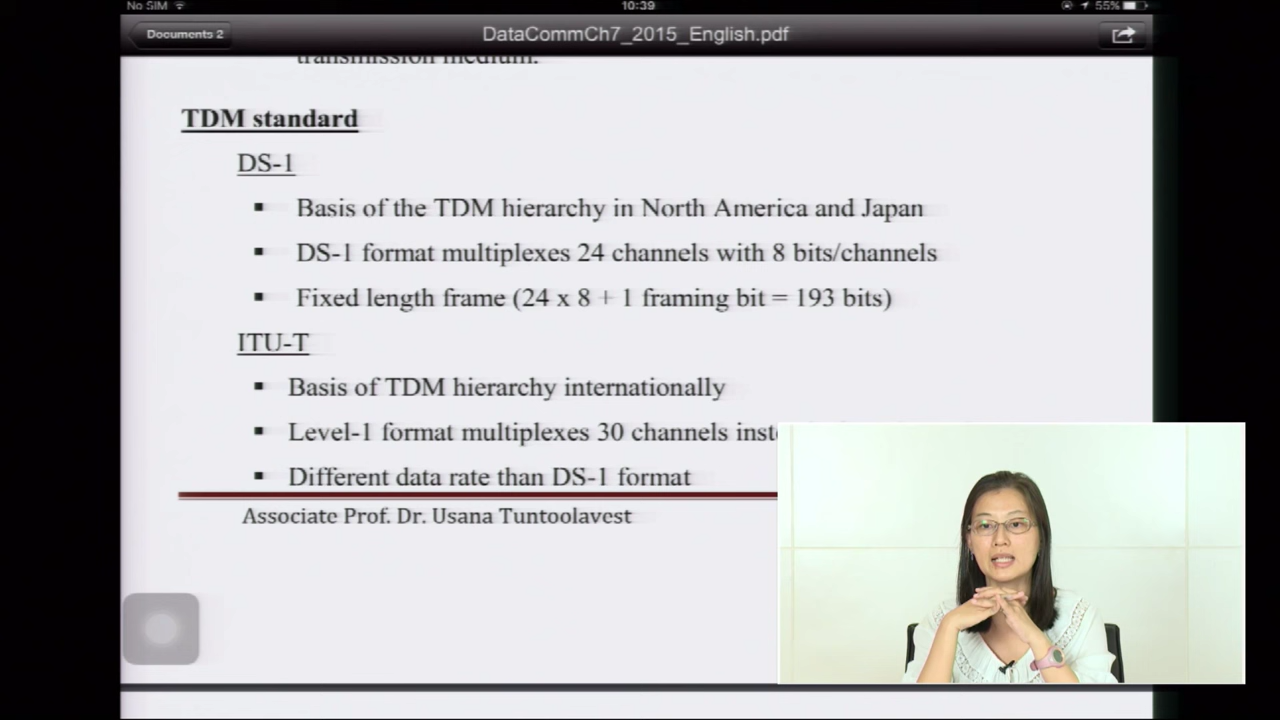 No SIM 10:39 55%
Documents 2 DataCommCh7_2015_English.pdf
transmission medium.
TDM standard
DS-1
▪ Basis of the TDM hierarchy in North America and Japan
▪ DS-1 format multiplexes 24 channels with 8 bits/channels
▪ Fixed length frame (24 x 8 + 1 framing bit = 193 bits)
ITU-T
▪ Basis of TDM hierarchy internationally
▪ Level-1 format multiplexes 30 channels
▪ Different data rate than DS-1 format
Associate Prof. Dr. Usana Tuntoolavest